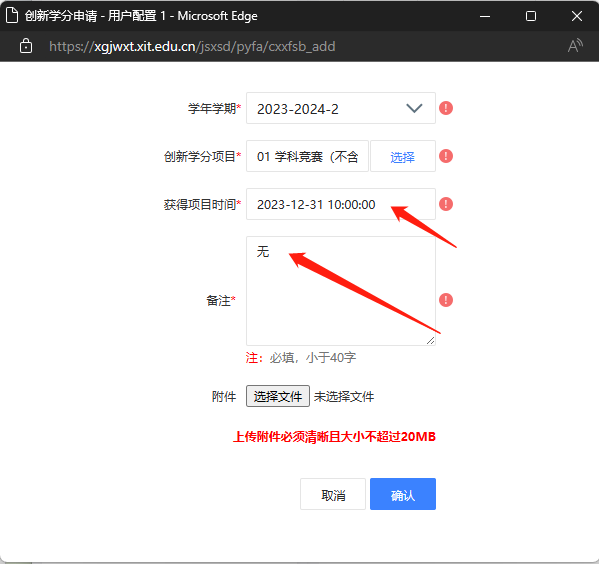 创新学分申请 - 用户配置 1 - Microsoft Edge
https://xgjwxt.xit.edu.cn/jsxsd/pyfa/cxxfsb_add
学年学期* 2023-2024-2
创新学分项目* 01 学科竞赛（不含 选择
获得项目时间* 2023-12-31 10:00:00
无
备注*
注：必填，小于40字
附件 选择文件 未选择文件
上传附件必须清晰且大小不超过20MB
取消 确认